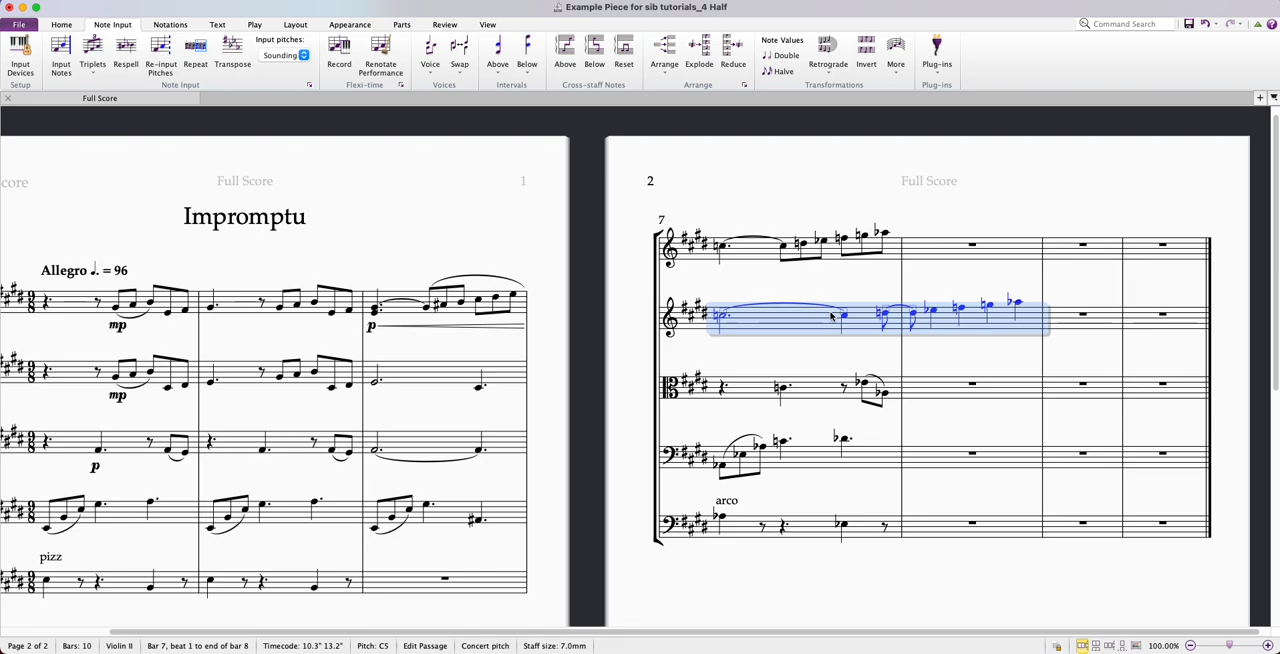 Example Piece for sib tutorials_4 Half
File Home Note Input Notations Text Play Layout Appearance Parts Review View Command Search
Input pitches:
Sounding
Note Values
Double
Halve
Input Devices
Input Notes
Triplets
Respell
Re-input Pitches
Repeat
Transpose
Record
Renotate Performance
Voice
Swap
Above
Below
Above
Below
Reset
Arrange
Explode
Reduce
Retrograde
Invert
More
Plug-ins
Setup Note Input Flexi-time Voices Intervals Cross-staff Notes Arrange Transformations Plug-ins
Full Score
core Full Score 1
Impromptu
Allegro ♩. = 96
mp
p
mp
p
pizz
2 Full Score
7
arco
Page 2 of 2 Bars: 10 Violin II Bar 7, beat 1 to end of bar 8 Timecode: 10.3" 13.2" Pitch: C5 Edit Passage Concert pitch Staff size: 7.0mm 100.00%